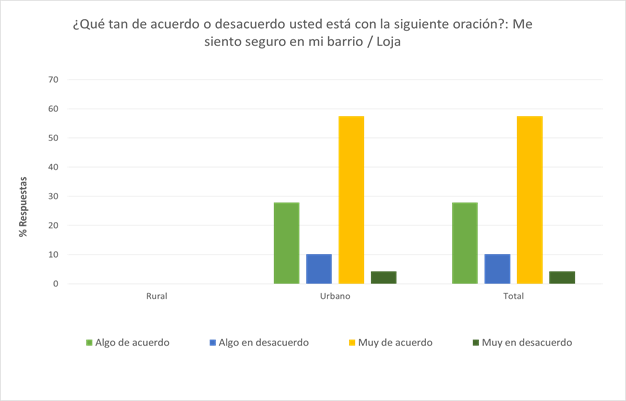 ¿Qué tan de acuerdo o desacuerdo usted está con la siguiente oración?: Me
siento seguro en mi barrio / Loja
70
60
50
40
30
20
10
0
% Respuestas
Rural
Urbano
Total
Algo de acuerdo
Algo en desacuerdo
Muy de acuerdo
Muy en desacuerdo